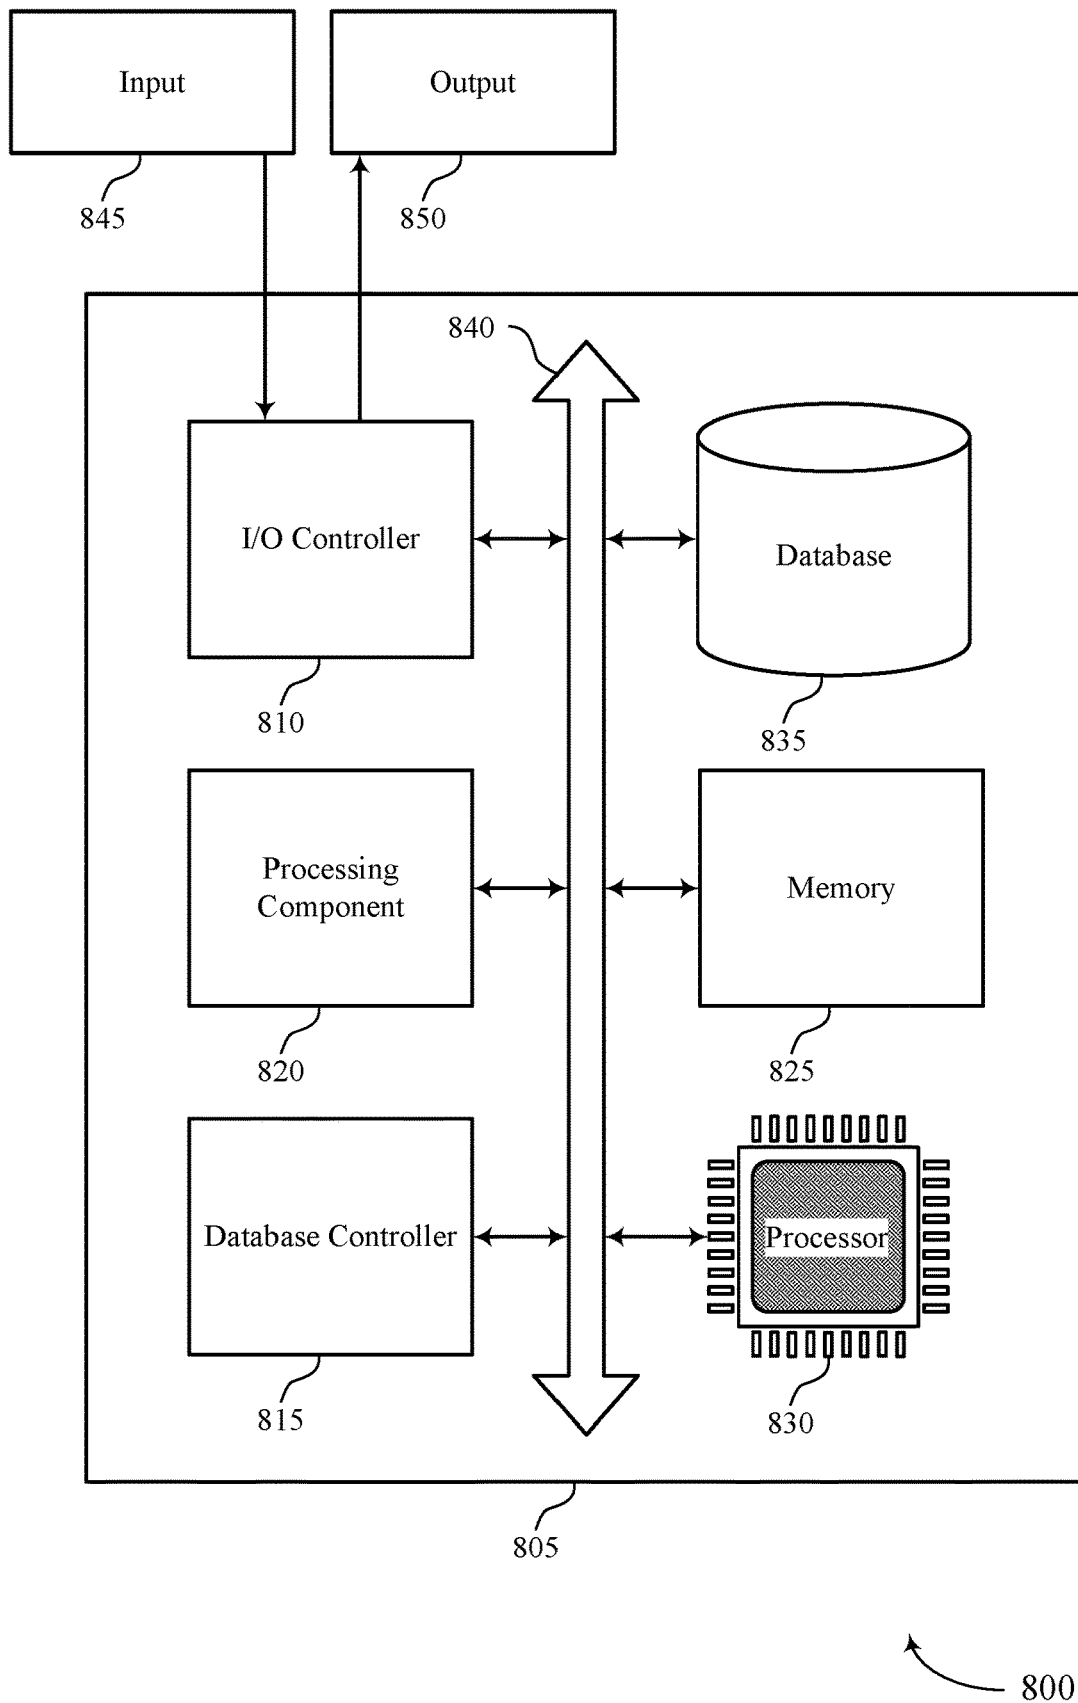 Input
Output
845
850
840
I/O Controller
Database
810
835
Processing
Component
Memory
820
825
Database Controller
Processor
815
830
805
800